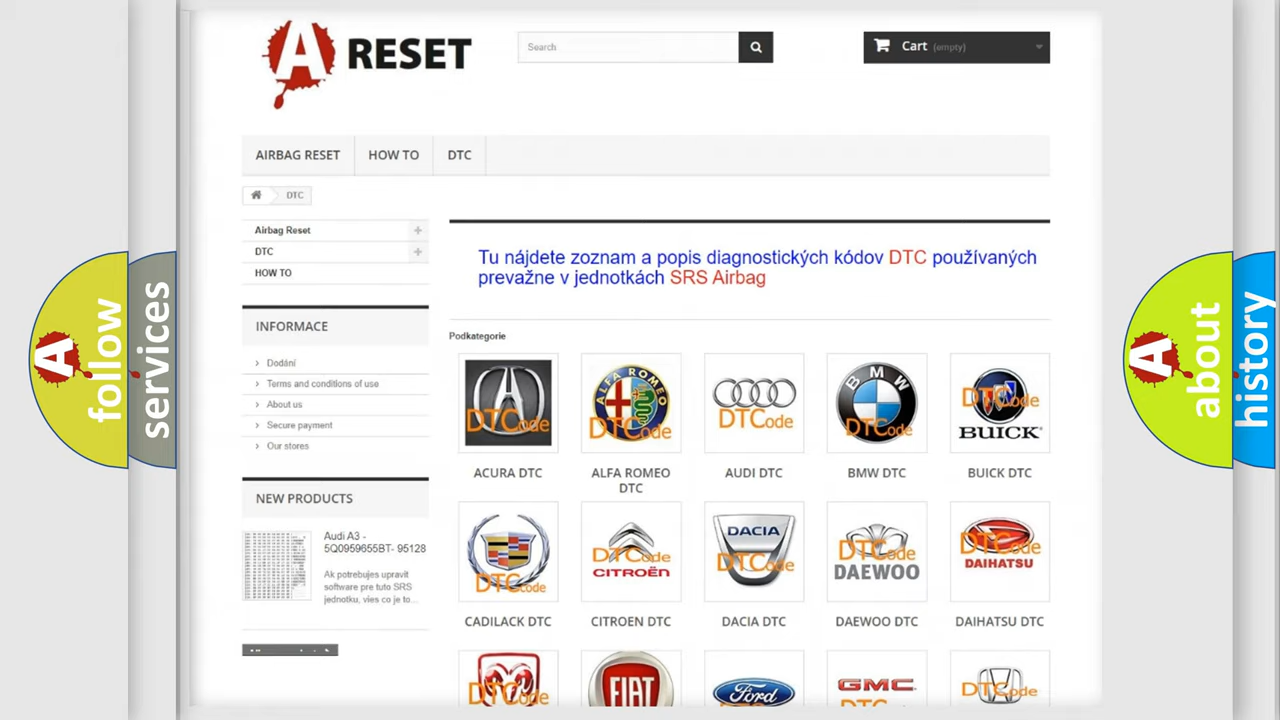 A RESET
Search
Cart (empty)
AIRBAG RESET
HOW TO
DTC
DTC
Airbag Reset
DTC
HOW TO
Tu nájdete zoznam a popis diagnostických kódov DTC používaných
prevažne v jednotkách SRS Airbag
INFORMACE
Dodání
Terms and conditions of use
About us
Secure payment
Our stores
Podkategorie
DTCode
ALFA ROMEO
DTCode
DTCode
BMW
DTCode
DTCode
BUICK
ACURA DTC
ALFA ROMEO
DTC
AUDI DTC
BMW DTC
BUICK DTC
NEW PRODUCTS
Audi A3 -
5Q0959655BT- 95128
Ak potrebujes upravit
software pre tuto SRS
jednotku, vies co je to...
DTCode
DTCode
CITROËN
DACIA
DTCode
DTCode
DAEWOO
DTCode
DAIHATSU
CADILACK DTC
CITROEN DTC
DACIA DTC
DAEWOO DTC
DAIHATSU DTC
DTCode
FIAT
Ford
GMC
DTCode
A
follow
services
A
about
history